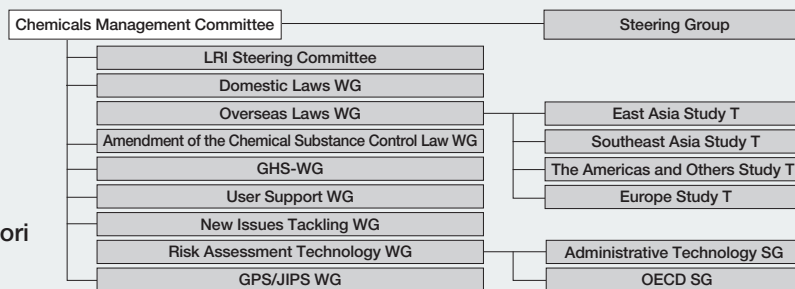 Chemicals Management Committee
Steering Group
LRI Steering Committee
Domestic Laws WG
Overseas Laws WG
East Asia Study T
Amendment of the Chemical Substance Control Law WG
Southeast Asia Study T
GHS-WG
The Americas and Others Study T
User Support WG
Europe Study T
New Issues Tackling WG
ori
Risk Assessment Technology WG
Administrative Technology SG
GPS/JIPS WG
OECD SG